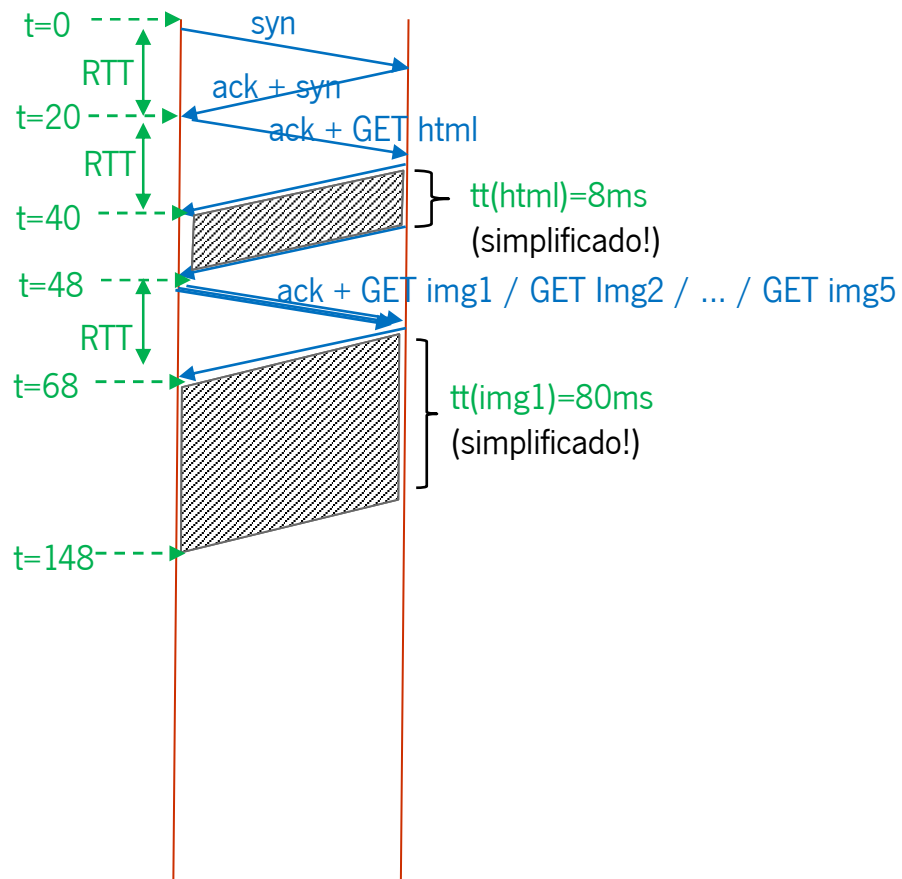 t=0
syn
RTT
ack + syn
t=20
ack + GET html
RTT
tt(html)=8ms
t=40
(simplificado!)
t=48
ack + GET img1 / GET Img2 / ... / GET img5
RTT
t=68
tt(img1)=80ms
(simplificado!)
t=148